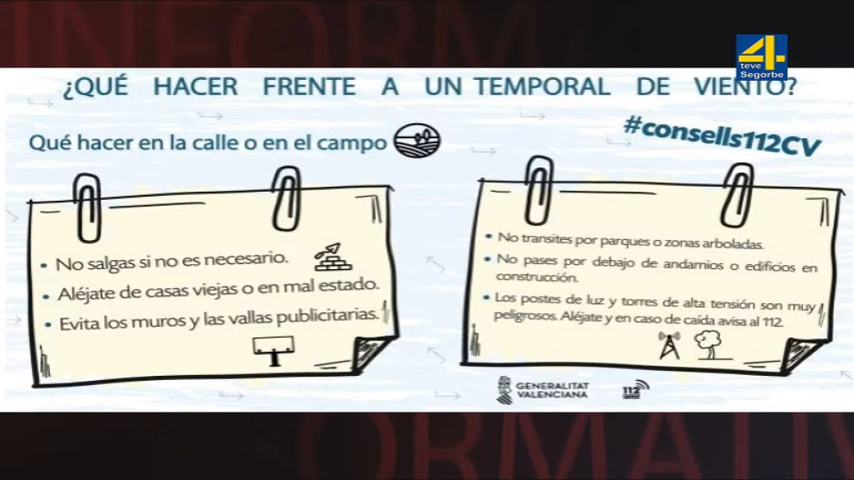 INFORM
4
teve
Segorbe
¿QUÉ HACER FRENTE A UN TEMPORAL DE VIENTO?
Qué hacer en la calle o en el campo
#consells112CV
• No salgas si no es necesario.
• Aléjate de casas viejas o en mal estado.
• Evita los muros y las vallas publicitarias.
• No transites por parques o zonas arboladas.
• No pases por debajo de andamios o edificios en
construcción.
• Los postes de luz y torres de alta tensión son muy
peligrosos. Aléjate y en caso de caída avisa al 112.
GENERALITAT
VALENCIANA
112
ORMATIV